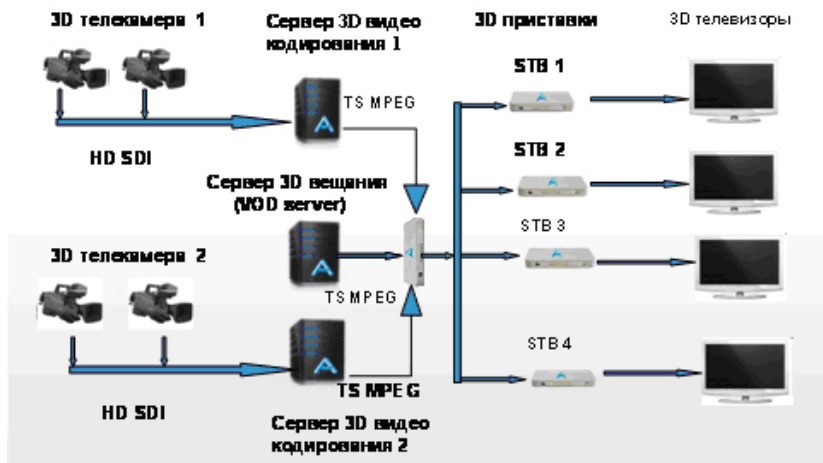 3D телекамера 1
Сервер 3D видео
кодирования 1
3D приставки
3D телевизоры
STB 1
TS MPEG
HD SDI
STB 2
Сервер 3D вещания
(VOD server)
STB 3
3D телекамера 2
TS MPEG
STB 4
TS MPEG
HD SDI
Сервер 3D видео
кодирования 2